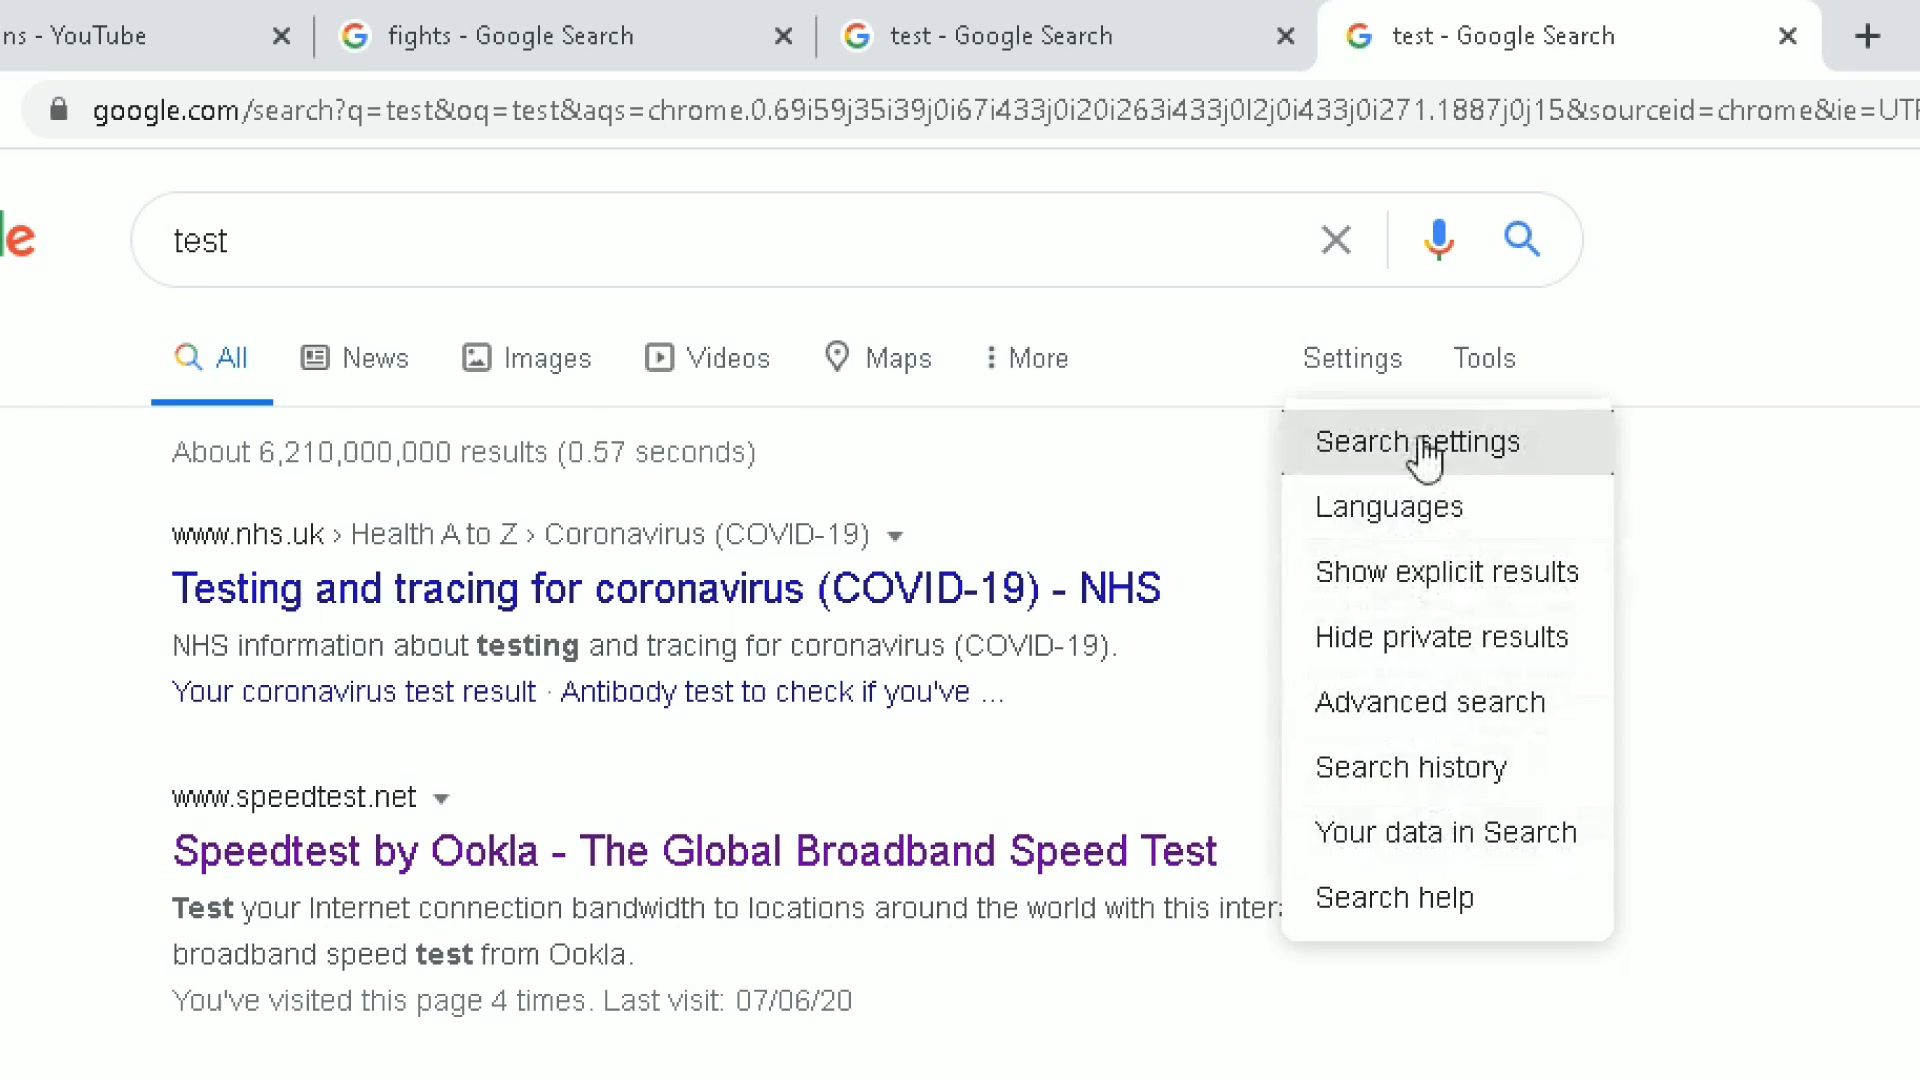 ns - YouTube
fights - Google Search
test - Google Search
test - Google Search
google.com/search?q=test&oq=test&aqs=chrome.0.69i59j35i39j0i67i433j0i20i263i433j0l2j0i433j0i271.1887j0j15&sourceid=chrome&ie=UTF
le
test
All
News
Images
Videos
Maps
More
Settings
Tools
About 6,210,000,000 results (0.57 seconds)
www.nhs.uk › Health A to Z › Coronavirus (COVID-19)
Testing and tracing for coronavirus (COVID-19) - NHS
NHS information about testing and tracing for coronavirus (COVID-19).
Your coronavirus test result · Antibody test to check if you've ...
www.speedtest.net
Speedtest by Ookla - The Global Broadband Speed Test
Test your Internet connection bandwidth to locations around the world with this inter
broadband speed test from Ookla.
You've visited this page 4 times. Last visit: 07/06/20
Search settings
Languages
Show explicit results
Hide private results
Advanced search
Search history
Your data in Search
Search help